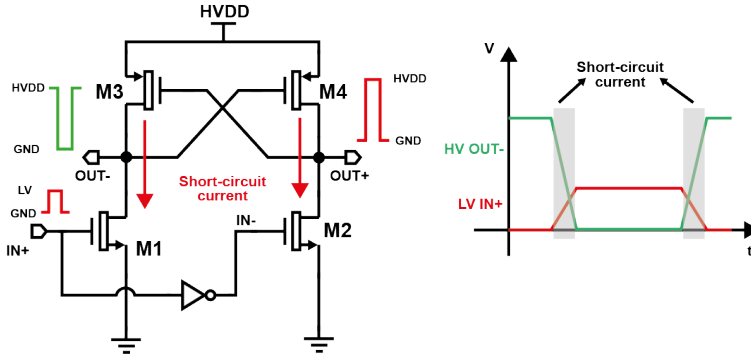 HVDD
M3
M4
HVDD
GND
HVDD
GND
OUT-
OUT+
Short-circuit
current
LV
GND
IN+
M1
IN-
M2
V
Short-circuit
current
HV OUT-
LV IN+
t